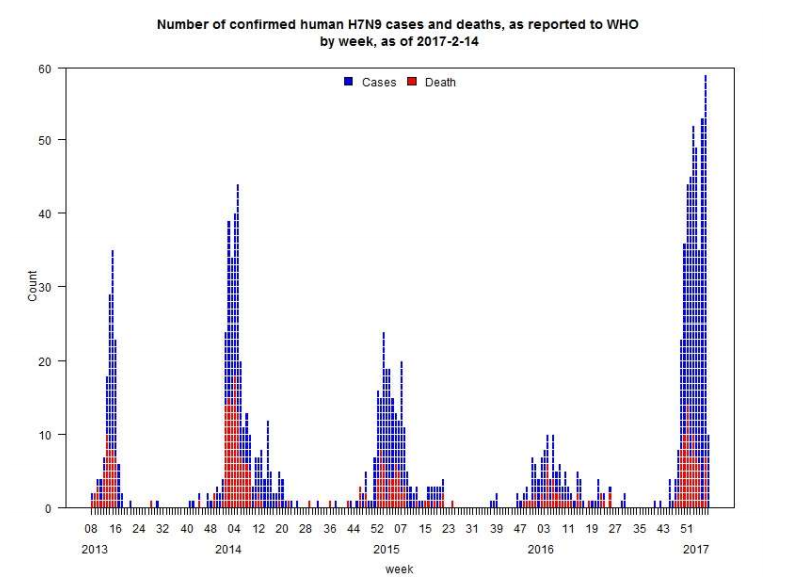 Number of confirmed human H7N9 cases and deaths, as reported to WHO
by week, as of 2017-2-14
Cases Death
60
50
40
30
20
10
0
Count
08 16 24 32 40 48 04 12 20 28 36 44 52 07 15 23 31 39 47 03 11 19 27 35 43 51
2013 2014 2015 2016 2017
week